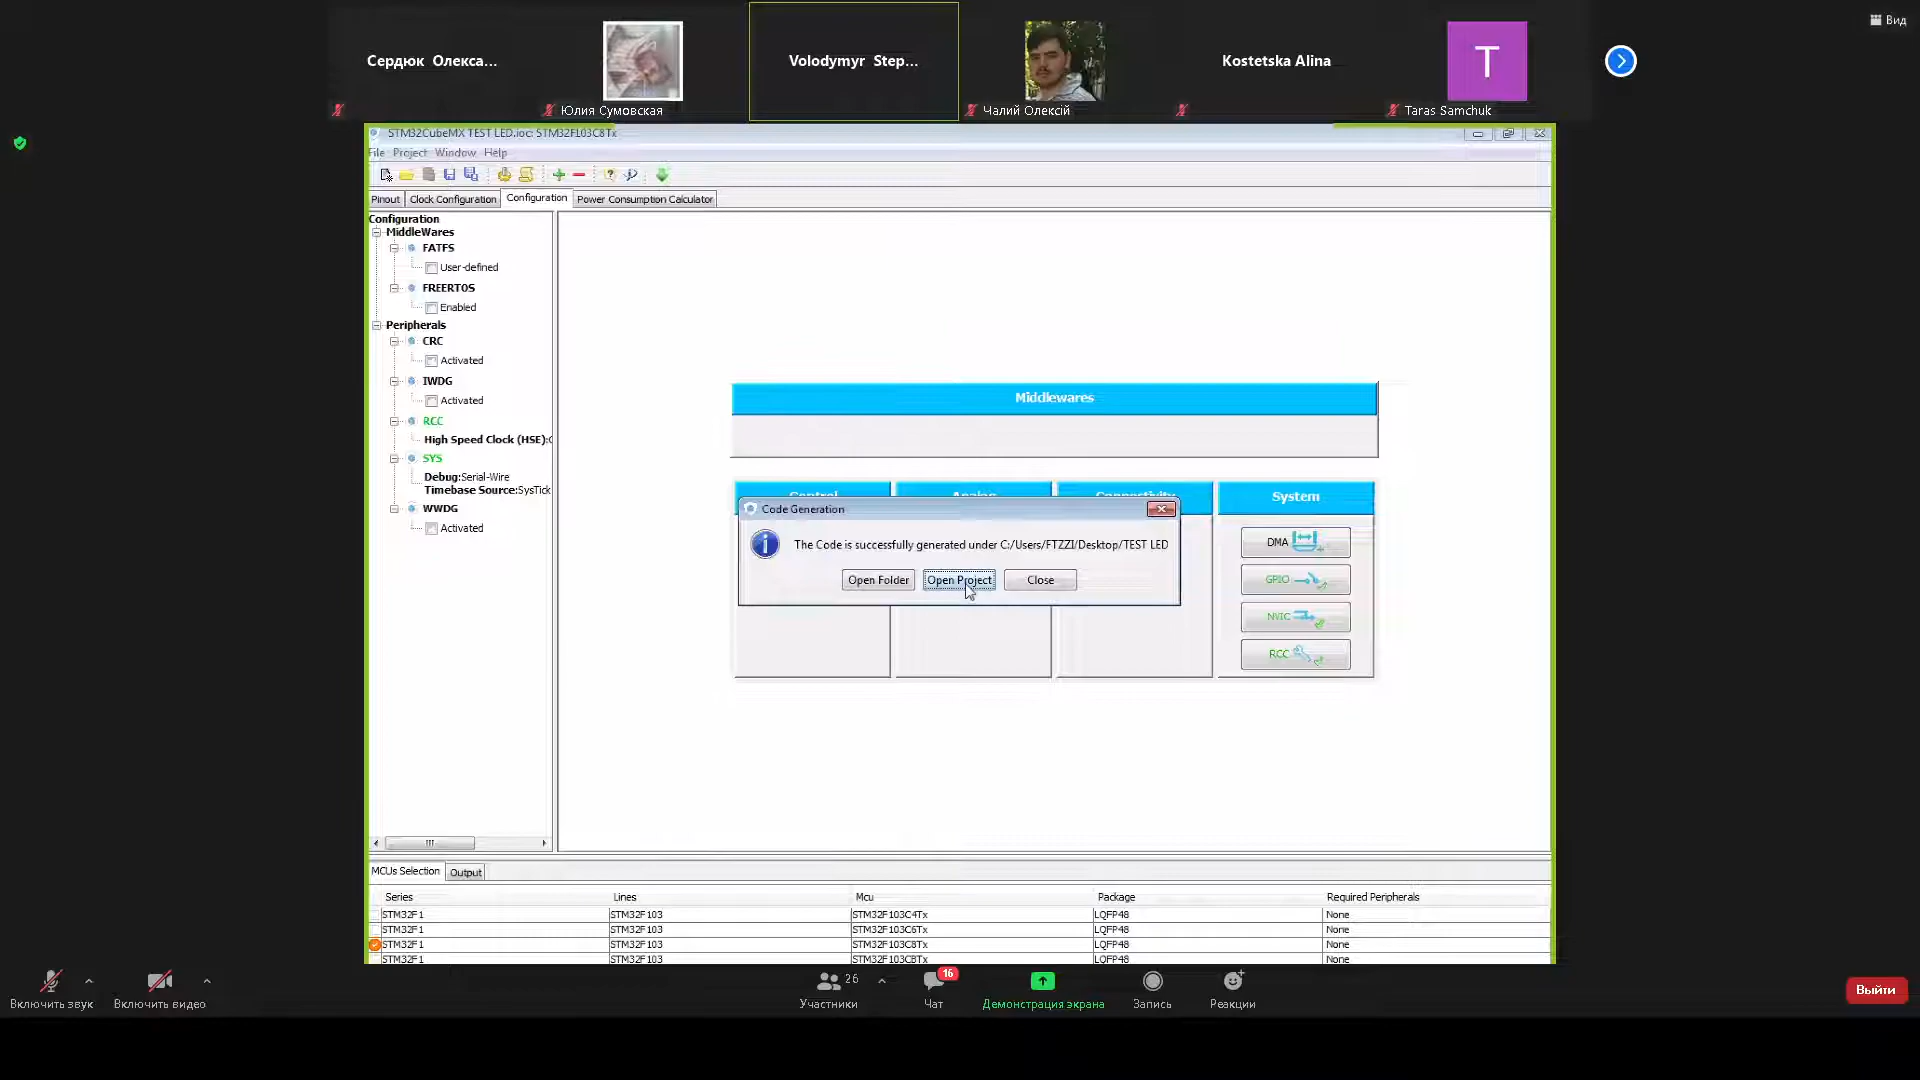 Вид
Сердюк Олекса...
Юлия Сумовская
Volodymyr Step...
Чалий Олексій
Kostetska Alina
T
Taras Samchuk
STM32CubeMX TEST LED.ioc: STM32F103C8Tx
File Project Window Help
Pinout Clock Configuration Configuration Power Consumption Calculator
Configuration
MiddleWares
FATFS
User-defined
FREERTOS
Enabled
Peripherals
CRC
Activated
IWDG
Activated
RCC
High Speed Clock (HSE):C
SYS
Debug:Serial-Wire
Timebase Source:SysTick
WWDG
Activated
Middlewares
Control Analog Connectivity System
Code Generation
The Code is successfully generated under C:/Users/FTZZI/Desktop/TEST LED
Open Folder Open Project Close
DMA
GPIO
NVIC
RCC
MCUs Selection Output
Series Lines Mcu Package Required Peripherals
STM32F1 STM32F103 STM32F103C4Tx LQFP48 None
STM32F1 STM32F103 STM32F103C6Tx LQFP48 None
STM32F1 STM32F103 STM32F103C8Tx LQFP48 None
STM32F1 STM32F103 STM32F103CBTx LQFP48 None
Включить звук
Включить видео
26
Участники
16
Чат
Демонстрация экрана
Запись
Реакции
Выйти